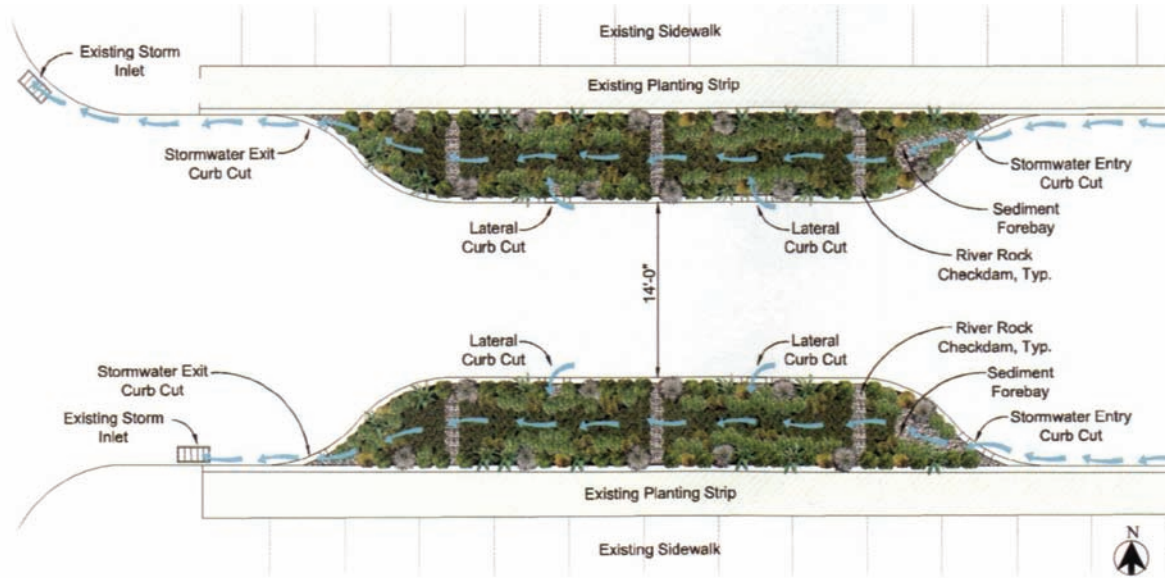 Existing Sidewalk
Existing Storm
Inlet
Existing Planting Strip
Stormwater Exit
Curb Cut
Stormwater Entry
Curb Cut
Lateral
Curb Cut
Lateral
Curb Cut
Sediment
Forebay
River Rock
Checkdam, Typ.
14'-0"
Lateral
Curb Cut
Lateral
Curb Cut
River Rock
Checkdam, Typ.
Stormwater Exit
Curb Cut
Sediment
Forebay
Existing Storm
Inlet
Stormwater Entry
Curb Cut
Existing Planting Strip
Existing Sidewalk
N